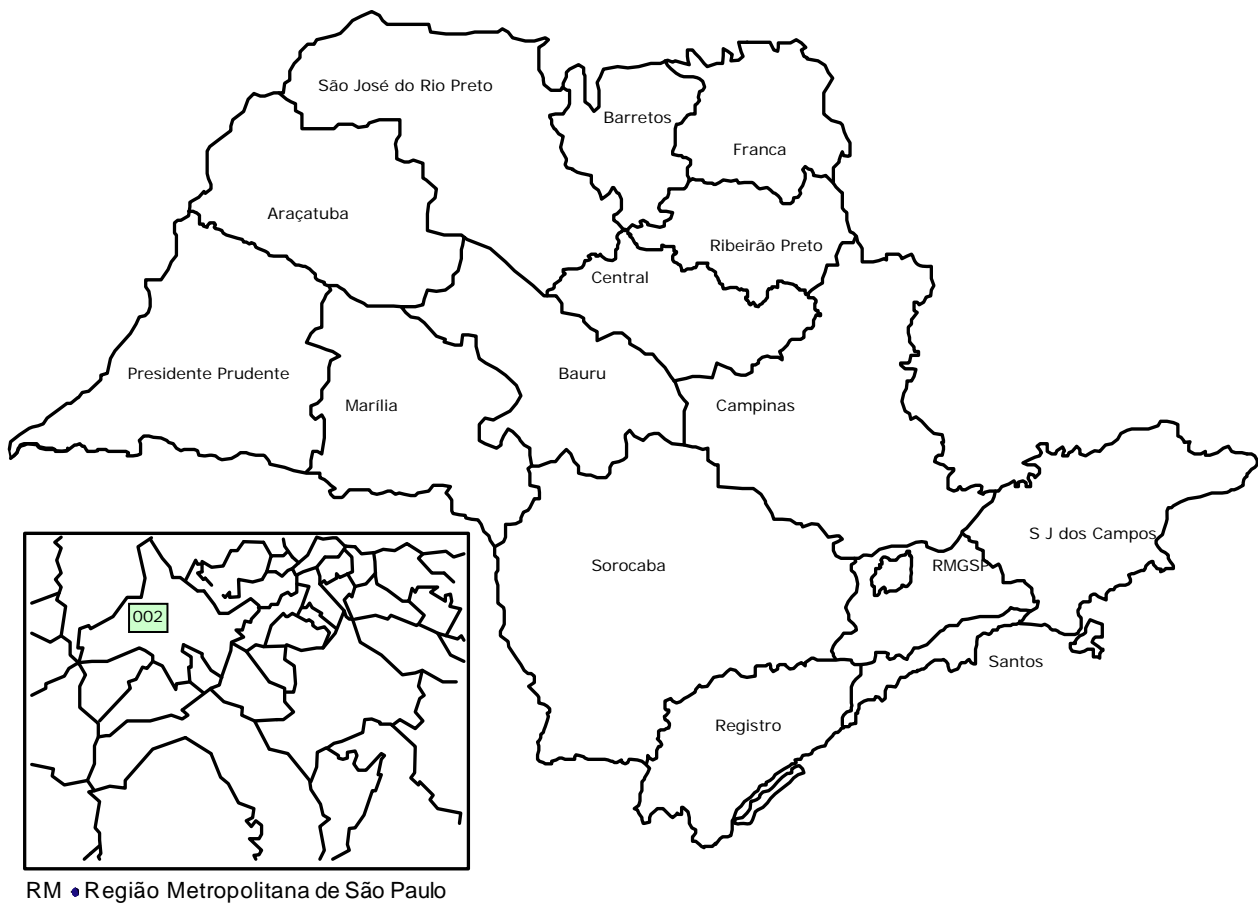 São José do Rio Preto
Barretos
Franca
Araçatuba
Ribeirão Preto
Central
Presidente Prudente
Marília
Bauru
Campinas
S J dos Campos
Sorocaba
RMGSP
002
Santos
Registro
RM • Região Metropolitana de São Paulo